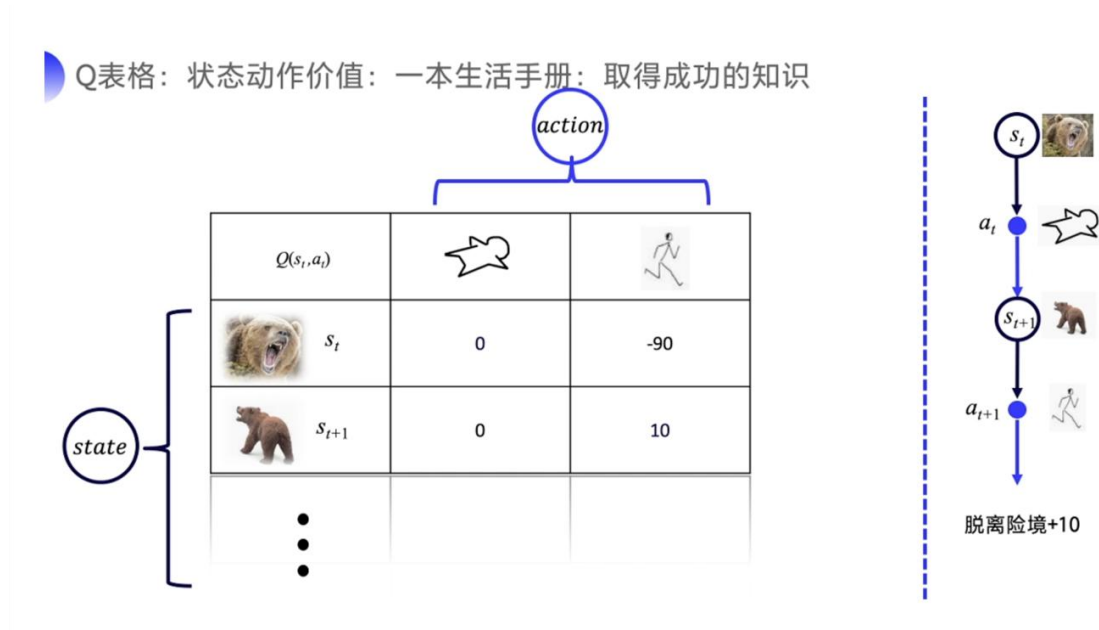 Q表格：状态动作价值：一本生活手册：取得成功的知识
action
Q(sₜ,aₜ)
sₜ
0
-90
sₜ₊₁
0
10
state
sₜ
aₜ
sₜ₊₁
aₜ₊₁
脱离险境+10